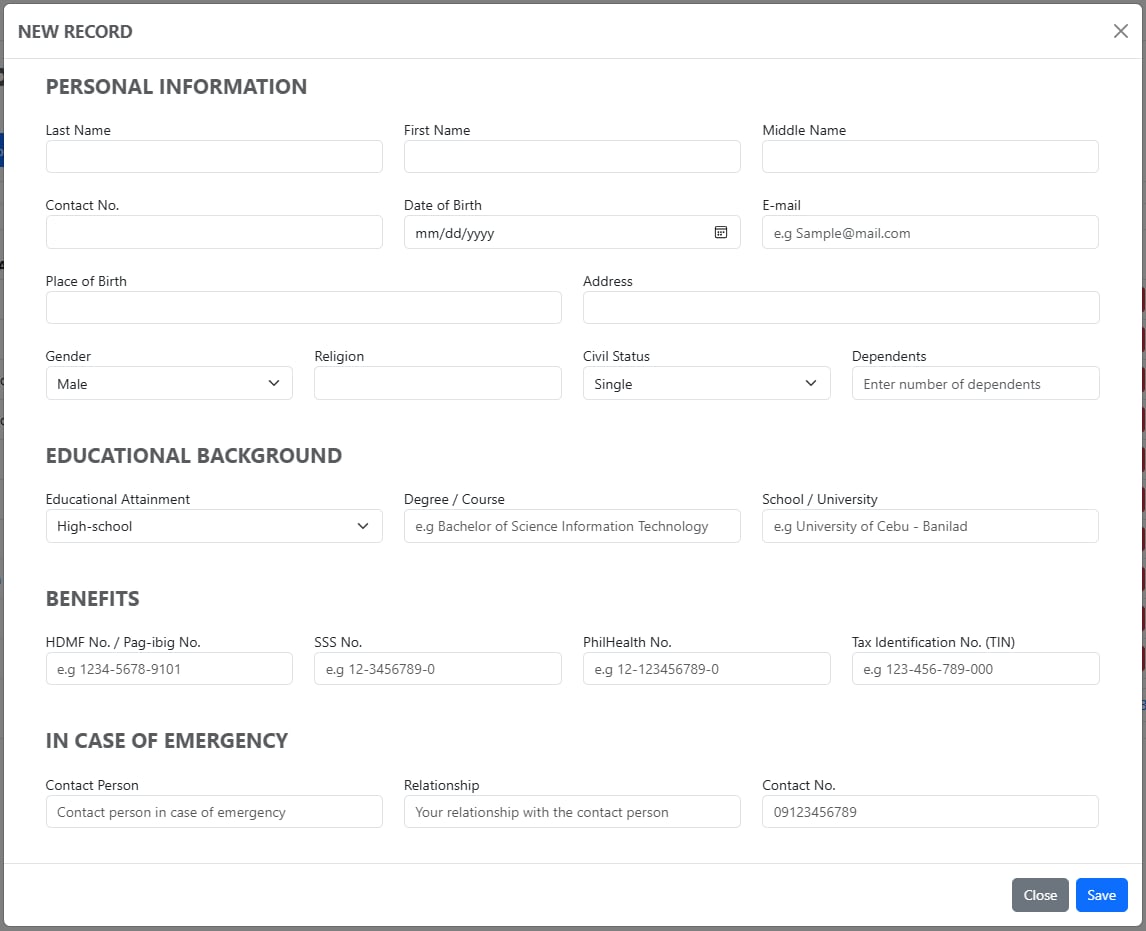 NEW RECORD
PERSONAL INFORMATION
Last Name First Name Middle Name
Contact No. Date of Birth E-mail
mm/dd/yyyy e.g Sample@mail.com
Place of Birth Address
Gender Religion Civil Status Dependents
Male Single Enter number of dependents
EDUCATIONAL BACKGROUND
Educational Attainment Degree / Course School / University
High-school e.g Bachelor of Science Information Technology e.g University of Cebu - Banilad
BENEFITS
HDMF No. / Pag-ibig No. SSS No. PhilHealth No. Tax Identification No. (TIN)
e.g 1234-5678-9101 e.g 12-3456789-0 e.g 12-123456789-0 e.g 123-456-789-000
IN CASE OF EMERGENCY
Contact Person Relationship Contact No.
Contact person in case of emergency Your relationship with the contact person 09123456789
Close Save